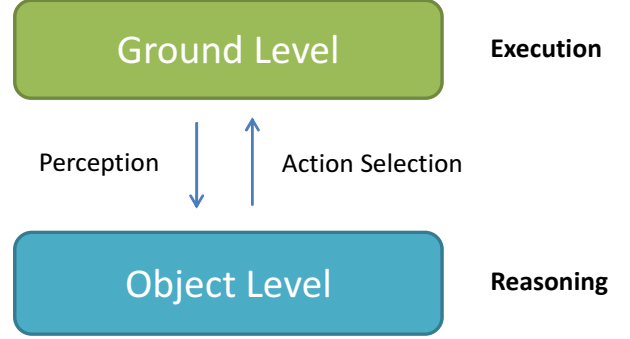 Ground Level
Execution
Perception
Action Selection
Object Level
Reasoning